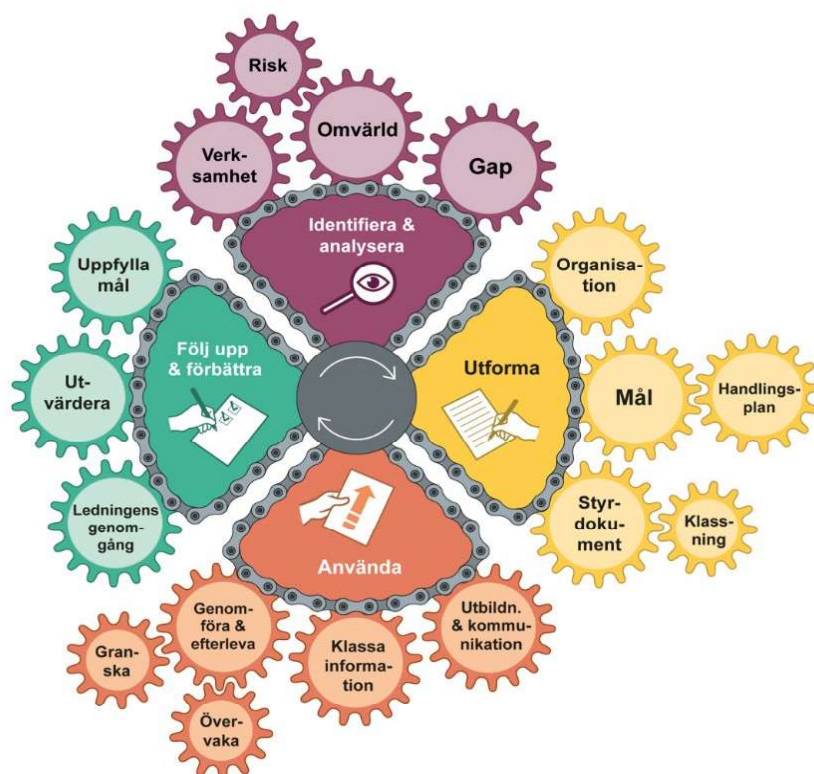 Risk
Omvärld
Verk-
samhet
Gap
Identifiera &
analysera
Uppfylla
mål
Organisa-
tion
Följ upp
& förbättra
Utforma
Ut-
värdera
Mål
Handlings-
plan
Ledningens
genom-
gång
Styr-
doku-
ment
Klass-
ning
Använda
Genom-
föra &
efterleva
Utbildn.
& kommu-
nikation
Gran-
ska
Klassa
informa-
tion
Över-
vaka